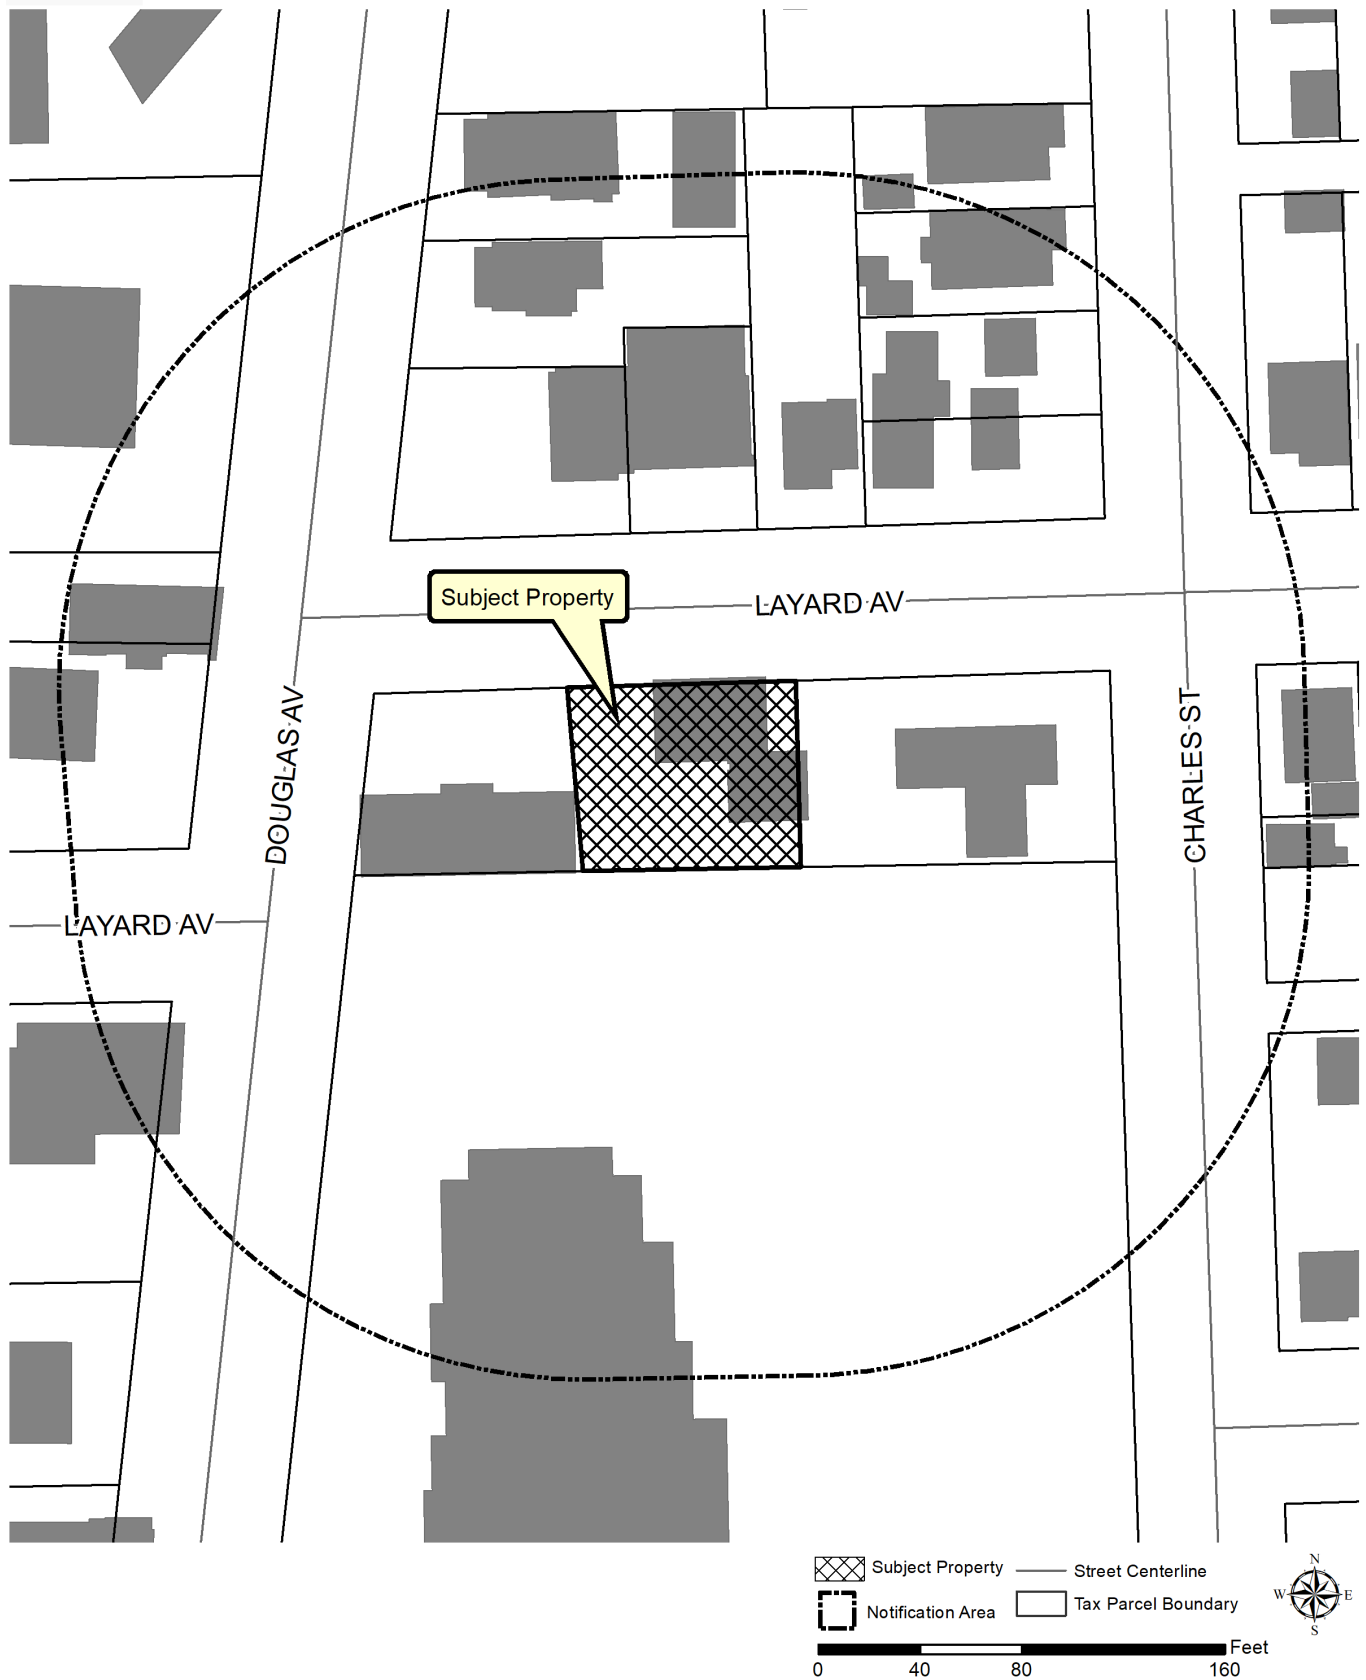 Subject Property
LAYARD AV
DOUGLAS AV
CHARLES ST
LAYARD AV
Subject Property
Street Centerline
Notification Area
Tax Parcel Boundary
N
W
E
S
Feet
0 40 80 160